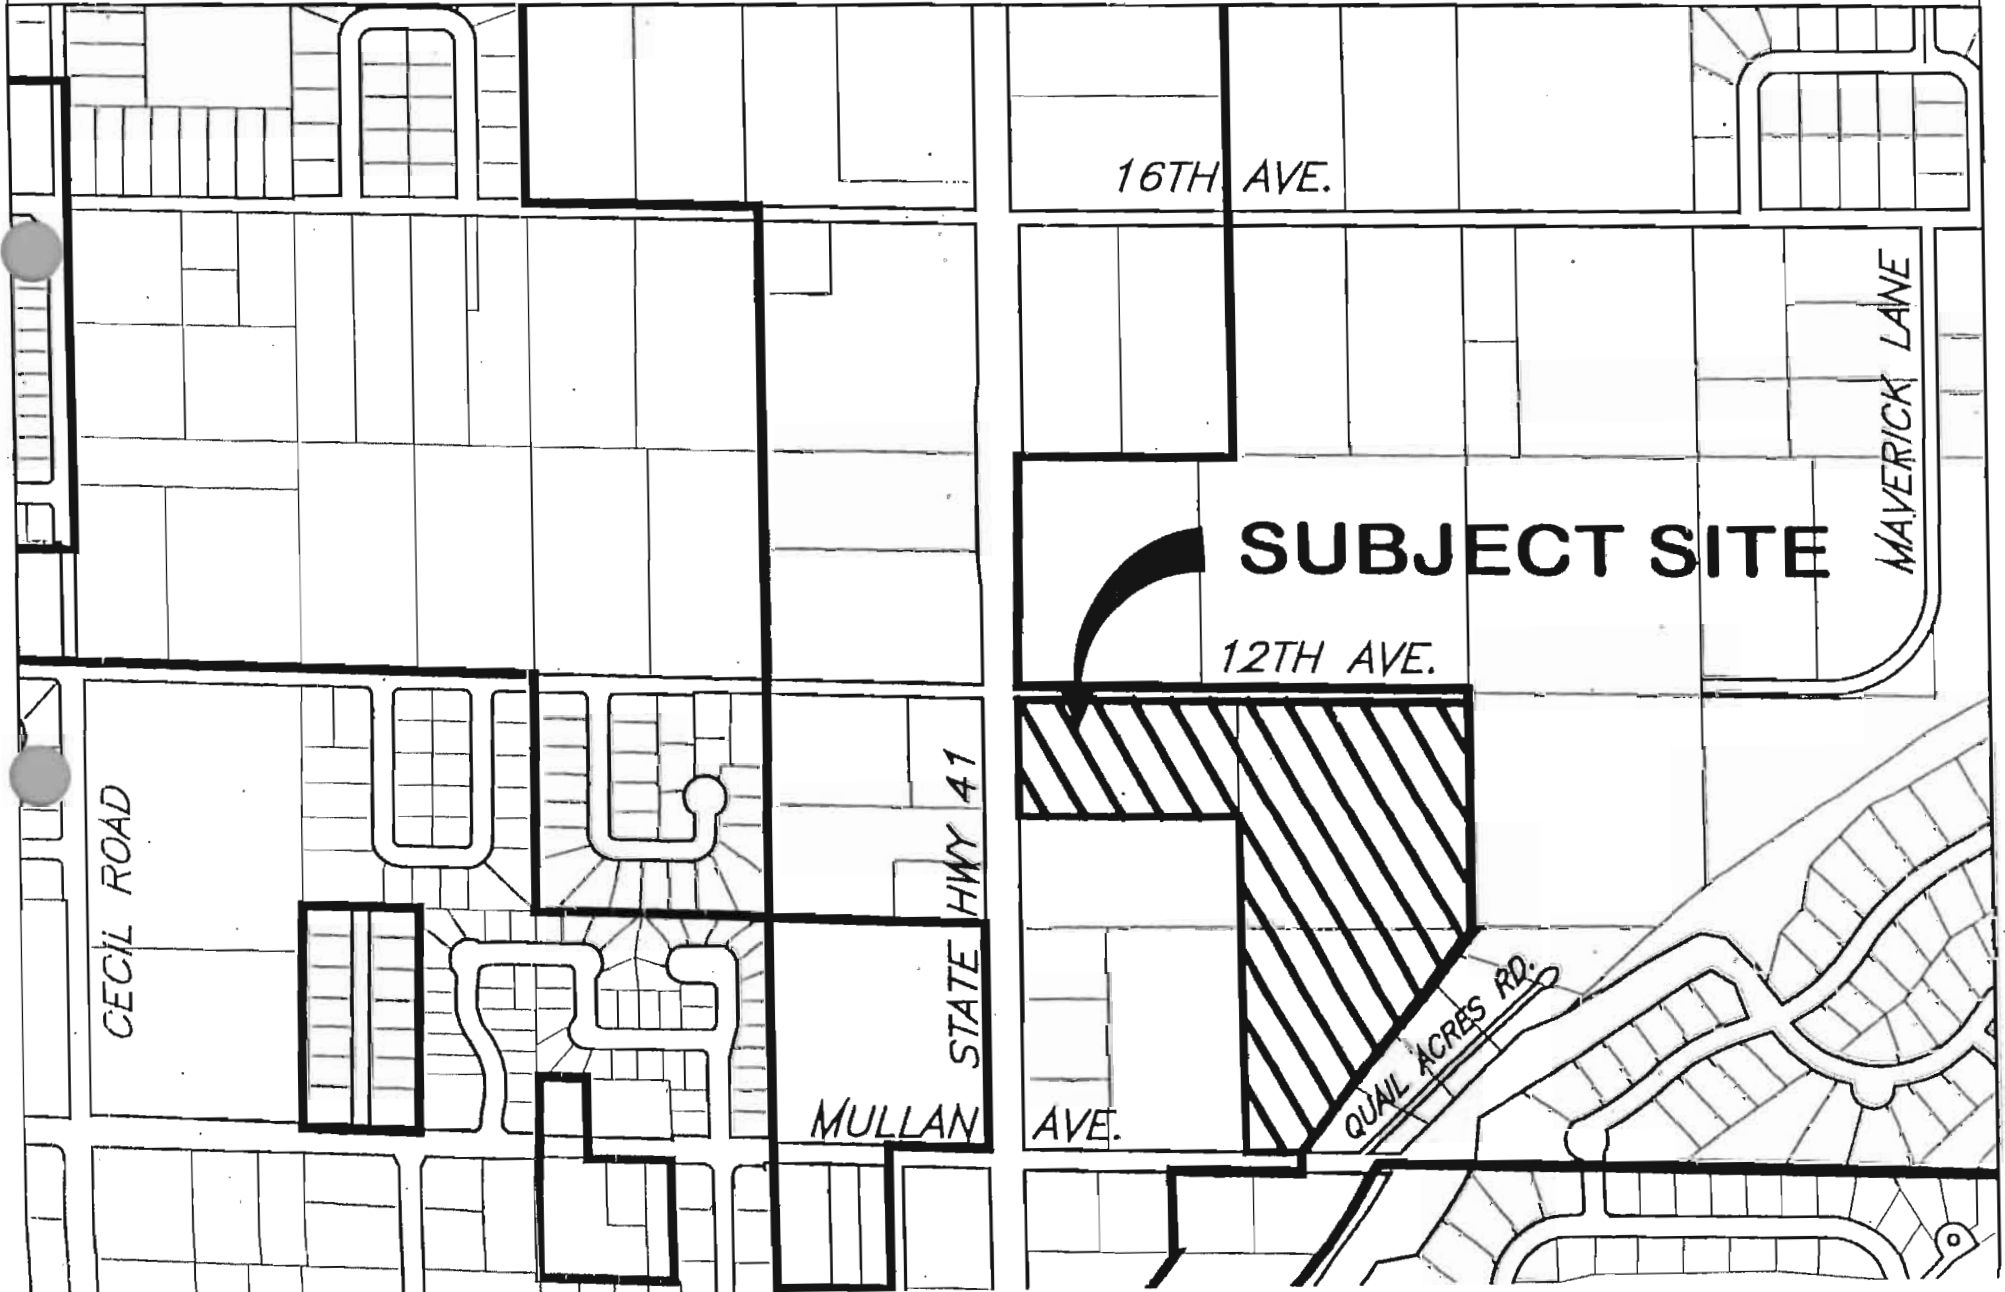 16TH AVE.
MAVERICK LANE
SUBJECT SITE
12TH AVE.
CECIL ROAD
STATE HWY 41
QUAIL ACRES RD.
MULLAN AVE.